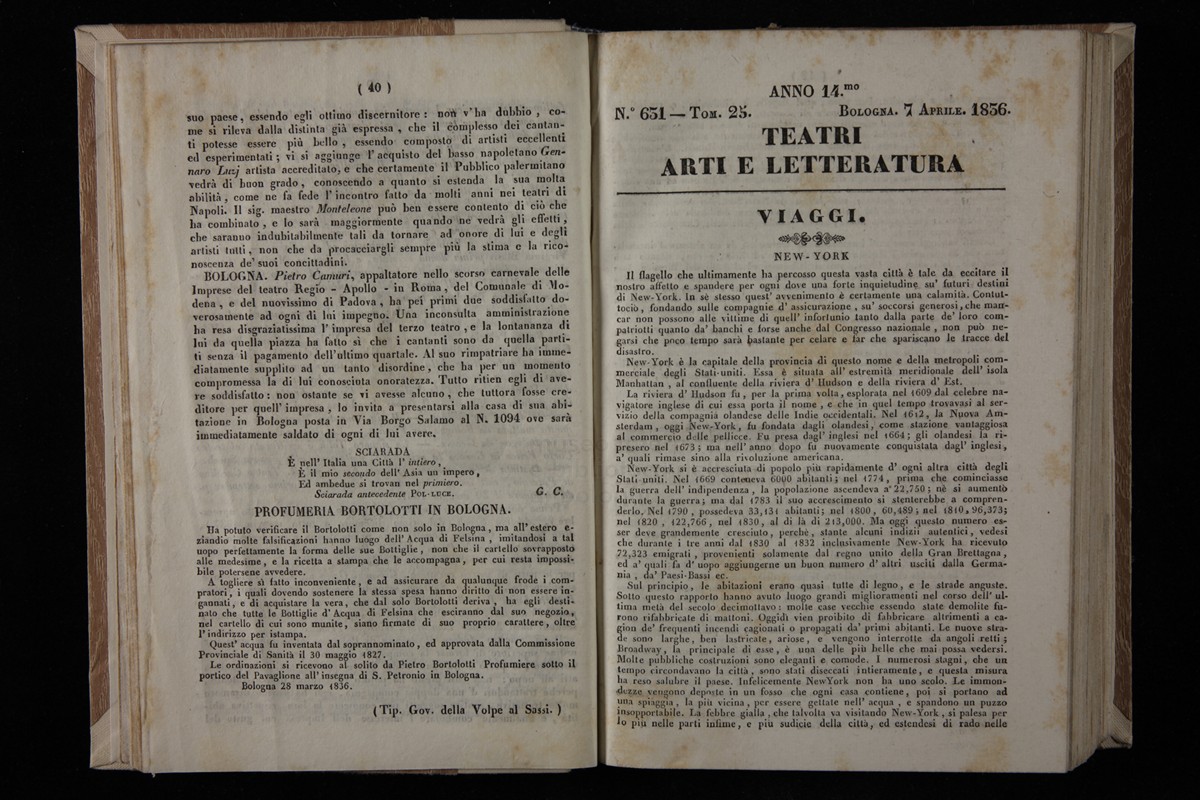 ( 40 )
suo paese, essendo egli ottimo discernitore : non v'ha dubbio , co-
me si rileva dalla distinta già espressa , che il complesso dei cantan-
ti potesse essere più bello , essendo composto di artisti eccellenti
ed esperimentati ; vi si aggiunge l' acquisto del basso napoletano Gen-
naro Luzj artista accreditato, e che certamente il Pubblico palermitano
vedrà di buon grado , conoscendo a quanto si estenda la sua molta
abilità , come ne fa fede l' incontro fatto da molti anni nei teatri di
Napoli. Il sig. maestro Monteleone può ben essere contento di ciò che
ha combinato , e lo sarà maggiormente quando ne vedrà gli effetti ,
che saranno indubitabilmente tali da tornare ad onore di lui e degli
artisti tutti , non che da procacciargli sempre più la stima e la rico-
noscenza de' suoi concittadini.
BOLOGNA. Pietro Camuri, appaltatore nello scorso carnevale delle
Imprese del teatro Regio - Apollo - in Roma , del Comunale di Mo-
dena , e del nuovissimo di Padova , ha pei primi due soddisfatto do-
verosamente ad ogni di lui impegno. Una inconsulta amministrazione
ha resa disgraziatissima l' impresa del terzo teatro , e la lontananza di
lui da quella piazza ha fatto sì che i cantanti sono da quella parti-
ti senza il pagamento dell'ultimo quartale. Al suo rimpatriare ha imme-
diatamente supplito ad un tanto disordine , che ha per un momento
compromessa la di lui conosciuta onoratezza. Tutto ritien egli di ave-
re soddisfatto : non ostante se vi avesse alcuno , che tuttora fosse cre-
ditore per quell' impresa , lo invita a presentarsi alla casa di sua abi-
tazione in Bologna posta in Via Borgo Salamo al N. 1094 ove sarà
immediatamente saldato di ogni di lui avere.
SCIARADA
È nell' Italia una Città l' intiero ,
È il mio secondo dell' Asia un impero ,
Ed ambedue si trovan nel primiero.
Sciarada antecedente POL-LUCE. G. C.
PROFUMERIA BORTOLOTTI IN BOLOGNA.
Ha potuto verificare il Bortolotti come non solo in Bologna , ma all' estero e-
ziandio molte falsificazioni hanno luogo dell' Acqua di Felsina , imitandosi a tal
uopo perfettamente la forma delle sue Bottiglie , non che il cartello sovrapposto
alle medesime , e la ricetta a stampa che le accompagna , per cui resta impossi-
bile potersene avvedere.
A togliere sì fatto inconveniente , e ad assicurare da qualunque frode i com-
pratori , i quali dovendo sostenere la stessa spesa hanno diritto di non essere in-
gannati , e di acquistare la vera, che dal solo Bortolotti deriva , ha egli desti-
nato che tutte le Bottiglie d' Acqua di Felsina che esciranno dal suo negozio,
nel cartello di cui sono munite , siano firmate di suo proprio carattere , oltre
l' indirizzo per istampa.
Quest' acqua fu inventata dal soprannominato , ed approvata dalla Commissione
Provinciale di Sanità il 30 maggio 1827.
Le ordinazioni si ricevono al solito da Pietro Bortolotti Profumiere sotto il
portico del Pavaglione all' insegna di S. Petronio in Bologna.
Bologna 28 marzo 1836.
( Tip. Gov. della Volpe al Sassi. )
ANNO 14.mo
N.° 631 — TOM. 25. BOLOGNA. 7 APRILE. 1836.
TEATRI
ARTI E LETTERATURA
VIAGGI.
NEW-YORK
Il flagello che ultimamente ha percosso questa vasta città è tale da eccitare il
nostro affetto e spandere per ogni dove una forte inquietudine su' futuri destini
di New-York. In sè stesso quest' avvenimento è certamente una calamità. Contut-
tocio , fondando sulle compagnie d' assicurazione , su' soccorsi generosi , che man-
car non possono alle vittime di quell' infortunio tanto dalla parte de' loro com-
patriotti quanto da' banchi e forse anche dal Congresso nazionale , non può ne-
garsi che poco tempo sarà bastante per celare e far che spariscano le tracce del
disastro.
New-York è la capitale della provincia di questo nome e della metropoli com-
merciale degli Stati-uniti. Essa è situata all' estremità meridionale dell' isola
Manhattan , al confluente della riviera d' Hudson e della riviera d' Est.
La riviera d' Hudson fu , per la prima volta , esplorata nel 1609 dal celebre na-
vigatore inglese di cui essa porta il nome , e che in quel tempo trovavasi al ser-
vizio della compagnia olandese delle Indie occidentali. Nel 1612, la Nuova Am-
sterdam , oggi New-York , fu fondata dagli olandesi , come stazione vantaggiosa
al commercio delle pellicce. Fu presa dagl' inglesi nel 1664 ; gli olandesi la ri-
presero nel 1673 ; ma nell' anno dopo fu nuovamente conquistata dagl' inglesi ,
a' quali rimase sino alla rivoluzione americana.
New-York si è accresciuta di popolo più rapidamente d' ogni altra città degli
Stati-uniti. Nel 1669 conteneva 6000 abitanti ; nel 1774 , prima che cominciasse
la guerra dell' indipendenza , la popolazione ascendeva a' 22,750 ; nè si aumentò
durante la guerra; ma dal 1783 il suo accrescimento si stenterebbe a compren-
derlo. Nel 1790 , possedeva 33,131 abitanti; nel 1800, 60,489 ; nel 1810, 96,373;
nel 1820 , 122,766 , nel 1830, al di là di 213,000. Ma oggi questo numero es-
ser deve grandemente cresciuto , perchè , stante alcuni indizii autentici , vedesi
che durante i tre anni dal 1830 al 1832 inclusivamente New-York ha ricevuto
72,323 emigrati , provenienti solamente dal regno unito della Gran Brettagna,
ed a' quali fa d' uopo aggiungerne un buon numero d' altri usciti dalla Germa-
nia , da' Paesi-Bassi ec.
Sul principio , le abitazioni erano quasi tutte di legno, e le strade anguste.
Sotto questo rapporto hanno avuto luogo grandi miglioramenti nel corso dell' ul-
tima metà del secolo decimottavo : molte case vecchie essendo state demolite fu-
rono rifabbricate di mattoni. Oggidì vien proibito di fabbricare altrimenti a ca-
gion de' frequenti incendi cagionati o propagati da' primi abitanti. Le nuove stra-
de sono larghe, ben lastricate , ariose , e vengono interrotte da angoli retti ;
Broadway, la principale di esse , è una delle più belle che mai possa vedersi.
Molte pubbliche costruzioni sono eleganti e comode. I numerosi stagni , che un
tempo circondavano la città , sono stati diseccati intieramente , e questa misura
ha reso salubre il paese. Infelicemente NewYork non ha uno scolo. Le immon-
dezze vengono deposte in un fosso che ogni casa contiene , poi si portano ad
una spiaggia , la più vicina , per essere gettate nell' acqua , e spandono un puzzo
insopportabile. La febbre gialla , che talvolta va visitando New-York , si palesa per
lo più nelle parti infime, e più sudicie della città, ed estendesi di rado nelle